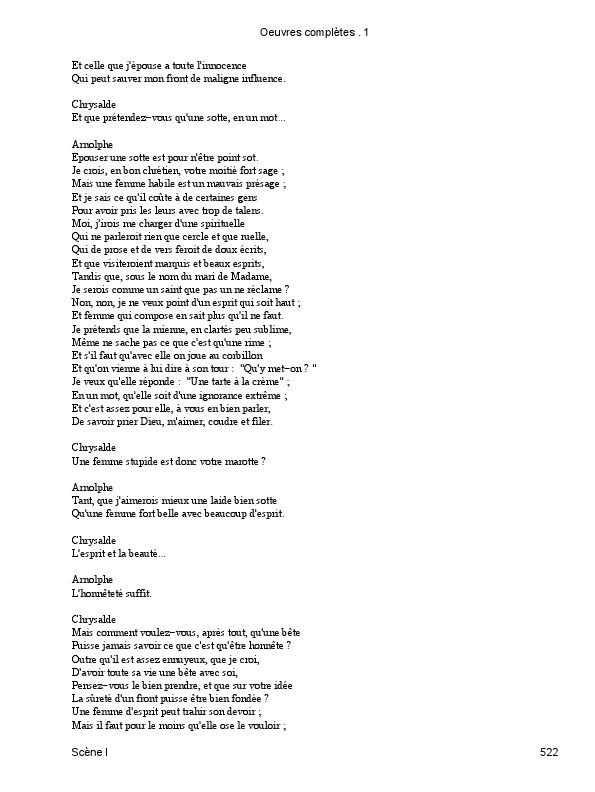 Oeuvres complètes . 1
Et celle que j'épouse a toute l'innocence
Qui peut sauver mon front de maligne influence.
Chrysalde
Et que prétendez−vous qu'une sotte, en un mot...
Arnolphe
Epouser une sotte est pour n'être point sot.
Je crois, en bon chrétien, votre moitié fort sage ;
Mais une femme habile est un mauvais présage ;
Et je sais ce qu'il coûte à de certaines gens
Pour avoir pris les leurs avec trop de talens.
Moi, j'irois me charger d'une spirituelle
Qui ne parleroit rien que cercle et que ruelle,
Qui de prose et de vers feroit de doux écrits,
Et que visiteroient marquis et beaux esprits,
Tandis que, sous le nom du mari de Madame,
Je serois comme un saint que pas un ne réclame ?
Non, non, je ne veux point d'un esprit qui soit haut ;
Et femme qui compose en sait plus qu'il ne faut.
Je prétends que la mienne, en clartés peu sublime,
Même ne sache pas ce que c'est qu'une rime ;
Et s'il faut qu'avec elle on joue au corbillon
Et qu'on vienne à lui dire à son tour : "Qu'y met−on ? "
Je veux qu'elle réponde : "Une tarte à la crème" ;
En un mot, qu'elle soit d'une ignorance extrême ;
Et c'est assez pour elle, à vous en bien parler,
De savoir prier Dieu, m'aimer, coudre et filer.
Chrysalde
Une femme stupide est donc votre marotte ?
Arnolphe
Tant, que j'aimerois mieux une laide bien sotte
Qu'une femme fort belle avec beaucoup d'esprit.
Chrysalde
L'esprit et la beauté...
Arnolphe
L'honnêteté suffit.
Chrysalde
Mais comment voulez−vous, après tout, qu'une bête
Puisse jamais savoir ce que c'est qu'être honnête ?
Outre qu'il est assez ennuyeux, que je croi,
D'avoir toute sa vie une bête avec soi,
Pensez−vous le bien prendre, et que sur votre idée
La sûreté d'un front puisse être bien fondée ?
Une femme d'esprit peut trahir son devoir ;
Mais il faut pour le moins qu'elle ose le vouloir ;
Scène I 522